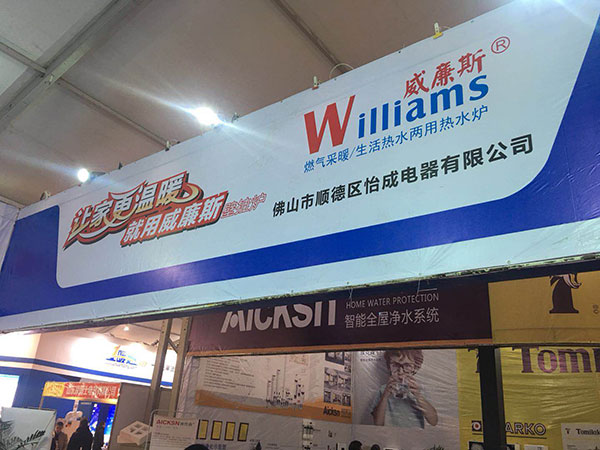 威廉斯®
Williams
燃气采暖/生活热水两用热水炉
佛山市顺德区怡成电器有限公司
让家更温暖
就用威廉斯壁挂炉
AICKSN
HOME WATER PROTECTION
智能全屋净水系统
Tomlk
Aicksn
AICKSN
ARKO